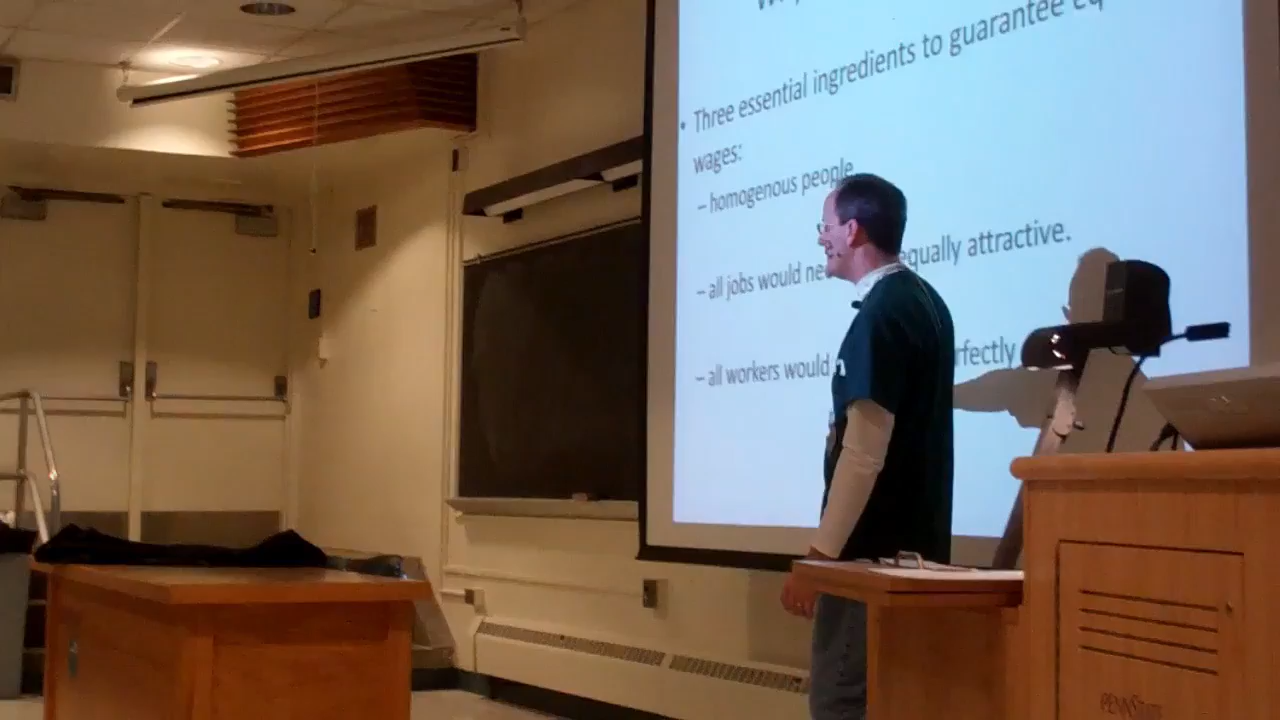 Three essential ingredients to guarantee eq
wages:
– homogenous people
– all jobs would ne equally attractive.
– all workers would rfectly
PENNSTATE